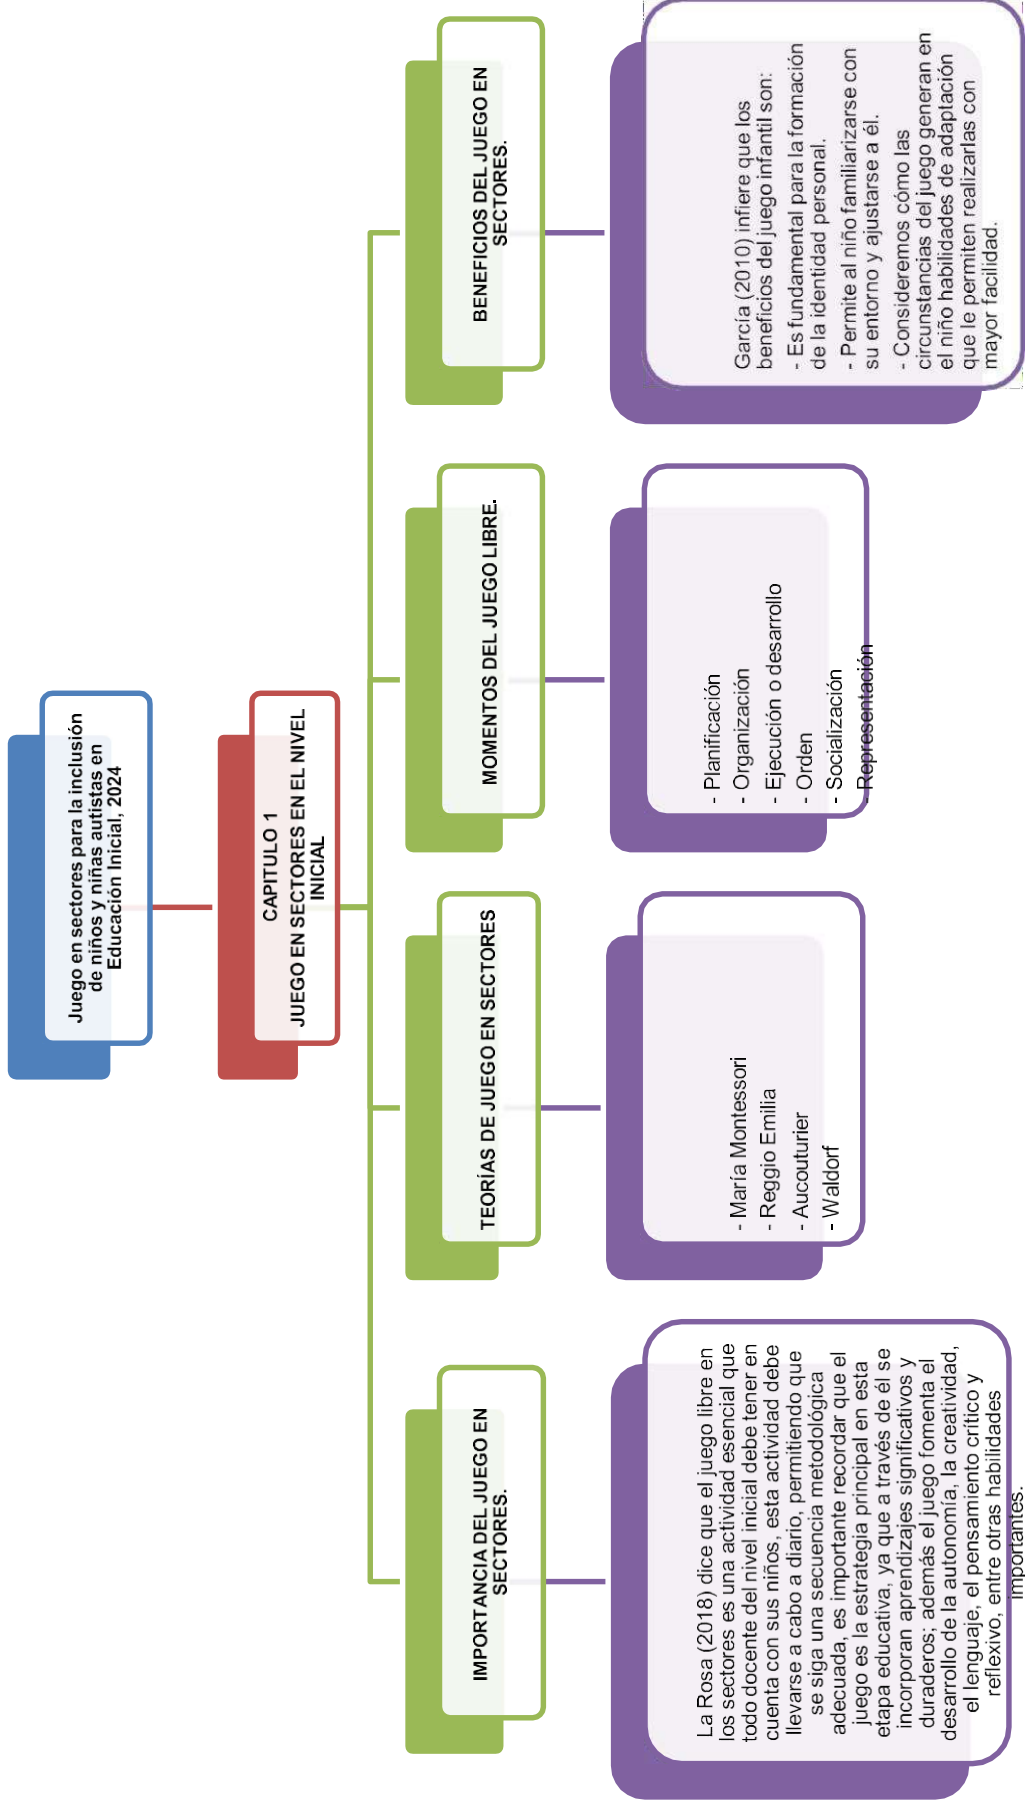 Juego en sectores para la inclusión
de niños y niñas autistas en
Educación Inicial, 2024
CAPITULO 1
JUEGO EN SECTORES EN EL NIVEL
INICIAL
IMPORTANCIA DEL JUEGO EN
SECTORES.
La Rosa (2018) dice que el juego libre en
los sectores es una actividad esencial que
todo docente del nivel inicial debe tener en
cuenta con sus niños, esta actividad debe
llevarse a cabo a diario, permitiendo que
se siga una secuencia metodológica
adecuada, es importante recordar que el
juego es la estrategia principal en esta
etapa educativa, ya que a través de él se
incorporan aprendizajes significativos y
duraderos; además el juego fomenta el
desarrollo de la autonomía, la creatividad,
el lenguaje, el pensamiento crítico y
reflexivo, entre otras habilidades
importantes.
TEORÍAS DE JUEGO EN SECTORES
- María Montessori
- Reggio Emilia
- Aucouturier
- Waldorf
MOMENTOS DEL JUEGO LIBRE.
- Planificación
- Organización
- Ejecución o desarrollo
- Orden
- Socialización
- Representación
BENEFICIOS DEL JUEGO EN
SECTORES.
García (2010) infiere que los
beneficios del juego infantil son:
- Es fundamental para la formación
de la identidad personal.
- Permite al niño familiarizarse con
su entorno y ajustarse a él.
- Consideremos cómo las
circunstancias del juego generan en
el niño habilidades de adaptación
que le permiten realizarlas con
mayor facilidad.